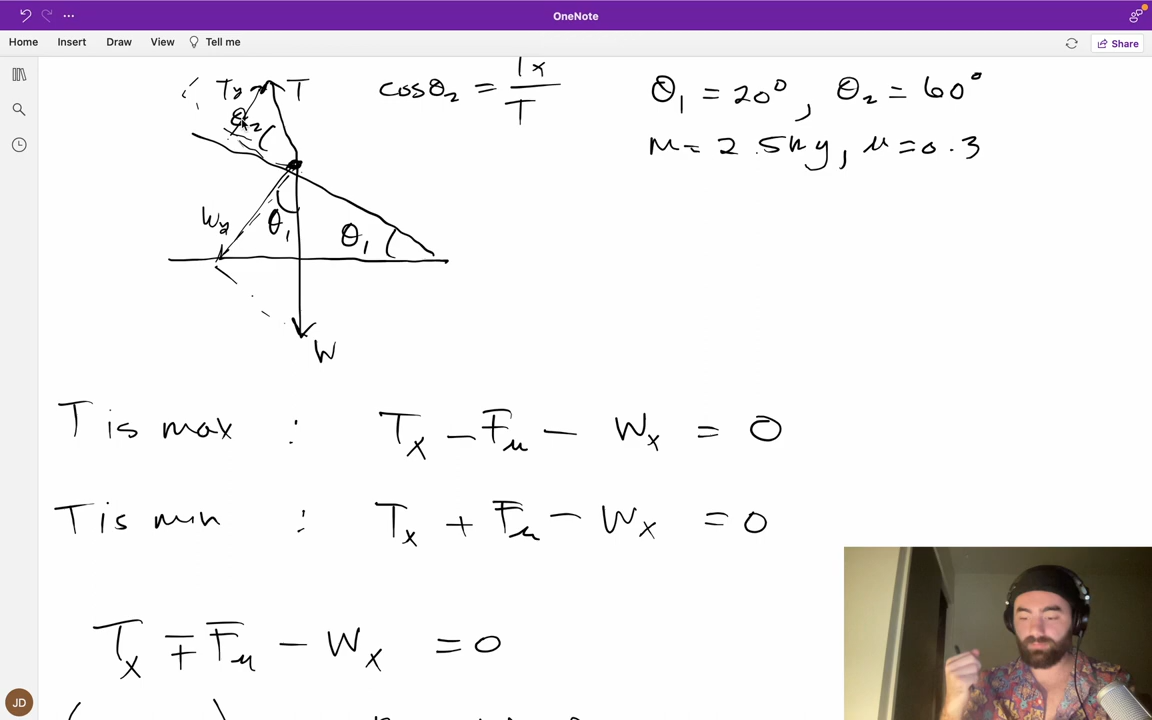 OneNote
Home Insert Draw View Tell me Share
Ty T
θ2
cosθ2 = Tx / T
θ1 = 20°, θ2 = 60°
M = 2.5kg, μ = 0.3
Wy θ1 θ1
W
T is max : Tx - Fμ - Wx = 0
T is min : Tx + Fμ - Wx = 0
Tx ∓ Fμ - Wx = 0
JD